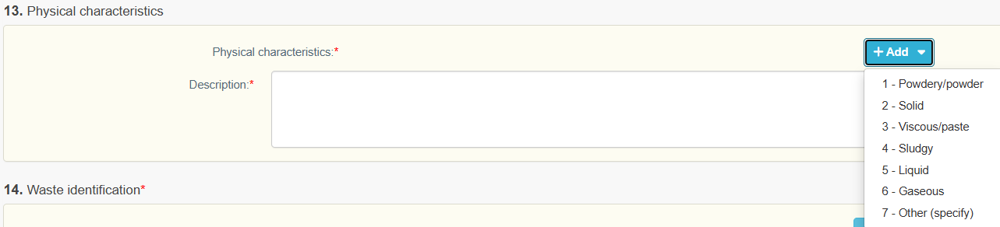 13. Physical characteristics
Physical characteristics:*
+ Add
Description:*
1 - Powdery/powder
2 - Solid
3 - Viscous/paste
4 - Sludgy
5 - Liquid
6 - Gaseous
7 - Other (specify)
14. Waste identification*